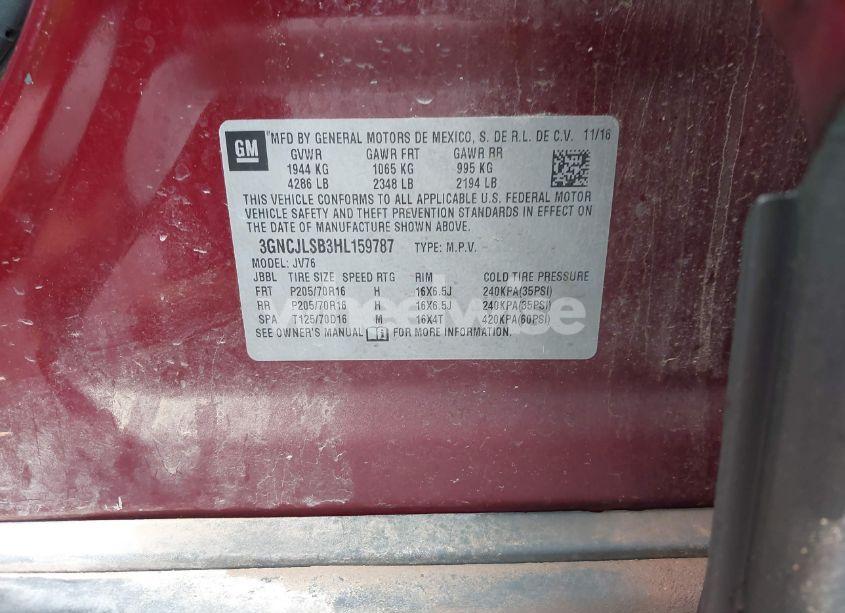 GM
MFD BY GENERAL MOTORS DE MEXICO, S. DE R.L. DE C.V. 11/16
GVWR GAWR FRT GAWR RR
1944 KG 1065 KG 995 KG
4286 LB 2348 LB 2194 LB
THIS VEHICLE CONFORMS TO ALL APPLICABLE U.S. FEDERAL MOTOR
VEHICLE SAFETY AND THEFT PREVENTION STANDARDS IN EFFECT ON
THE DATE OF MANUFACTURE SHOWN ABOVE.
3GNCJLSB3HL159787 TYPE: M.P.V.
MODEL: JV76
JBBL TIRE SIZE SPEED RTG RIM COLD TIRE PRESSURE
FRT P205/70R16 H 16X6.5J 240KPA(35PSI)
RR P205/70R16 H 16X6.5J 240KPA(35PSI)
SPA T125/70D16 M 16X4T 420KPA(60PSI)
SEE OWNER'S MANUAL FOR MORE INFORMATION.